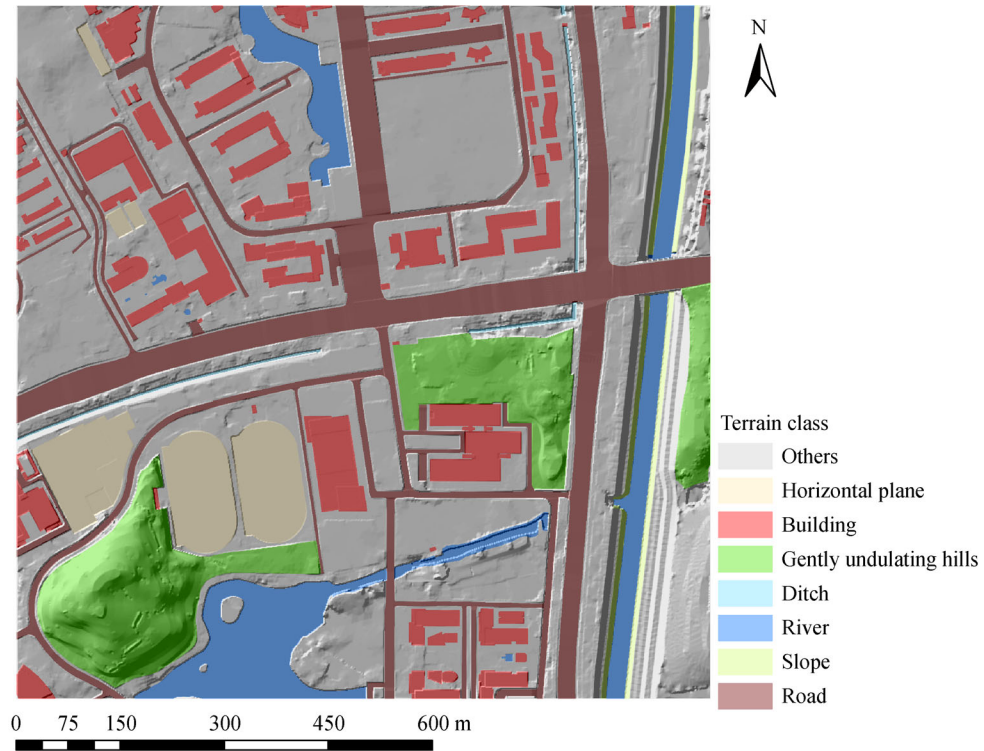 N
Terrain class
Others
Horizontal plane
Building
Gently undulating hills
Ditch
River
Slope
Road
0 75 150 300 450 600 m